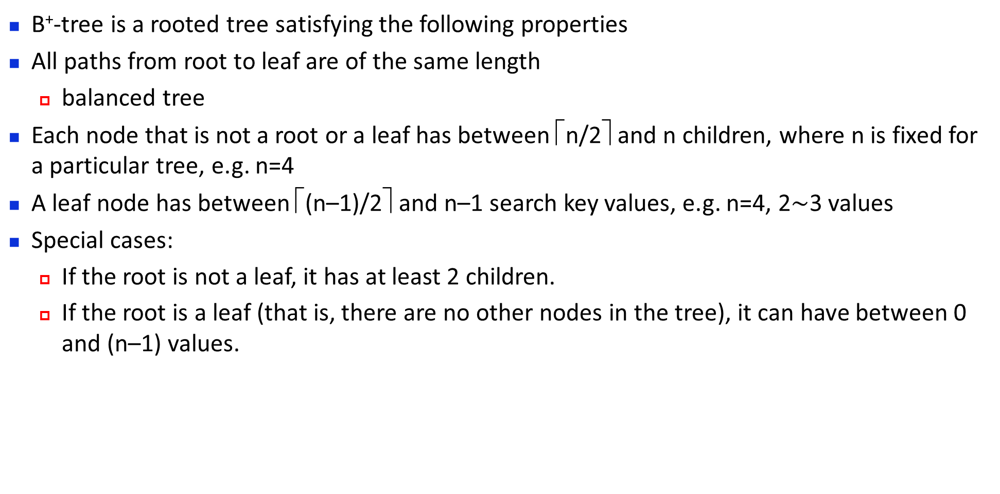 B⁺-tree is a rooted tree satisfying the following properties
All paths from root to leaf are of the same length
balanced tree
Each node that is not a root or a leaf has between ⌈n/2⌉ and n children, where n is fixed for
a particular tree, e.g. n=4
A leaf node has between ⌈(n–1)/2⌉ and n–1 search key values, e.g. n=4, 2~3 values
Special cases:
If the root is not a leaf, it has at least 2 children.
If the root is a leaf (that is, there are no other nodes in the tree), it can have between 0
and (n–1) values.